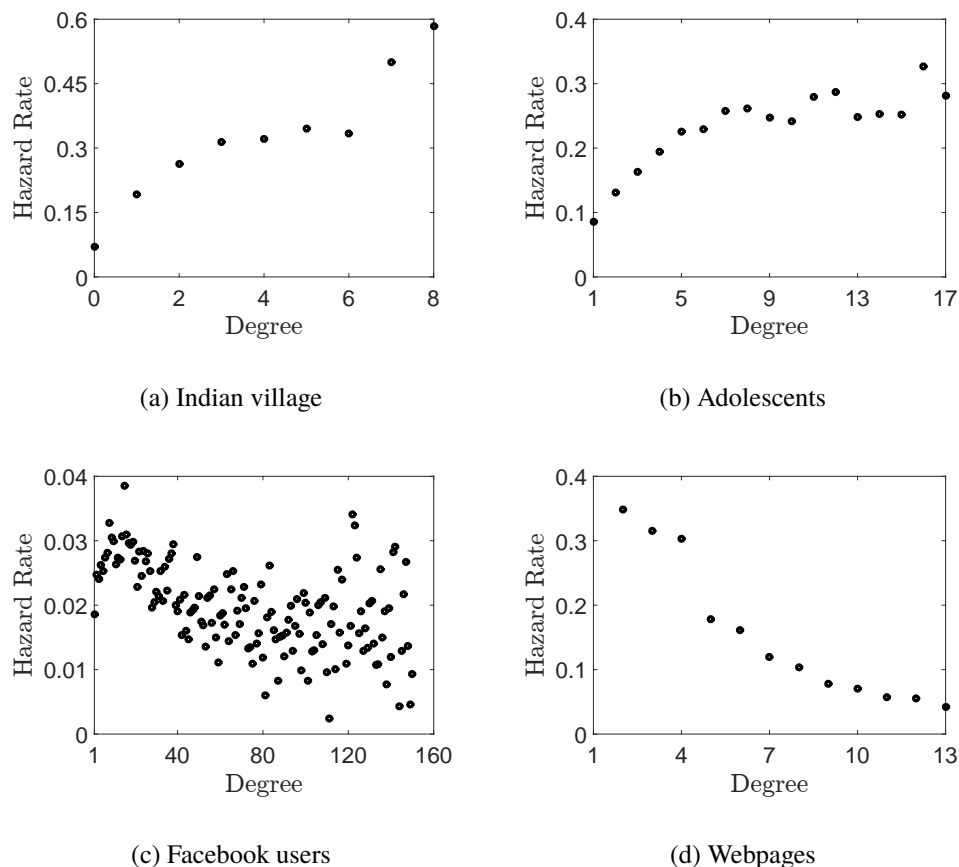 0.6
0.45
0.3
0.15
0
Hazard Rate
0 2 4 6 8
Degree
(a) Indian village
0.4
0.3
0.2
0.1
0
Hazard Rate
1 5 9 13 17
Degree
(b) Adolescents
0.04
0.03
0.02
0.01
0
Hazard Rate
1 40 80 120 160
Degree
(c) Facebook users
0.4
0.3
0.2
0.1
0
Hazard Rate
1 4 7 10 13
Degree
(d) Webpages